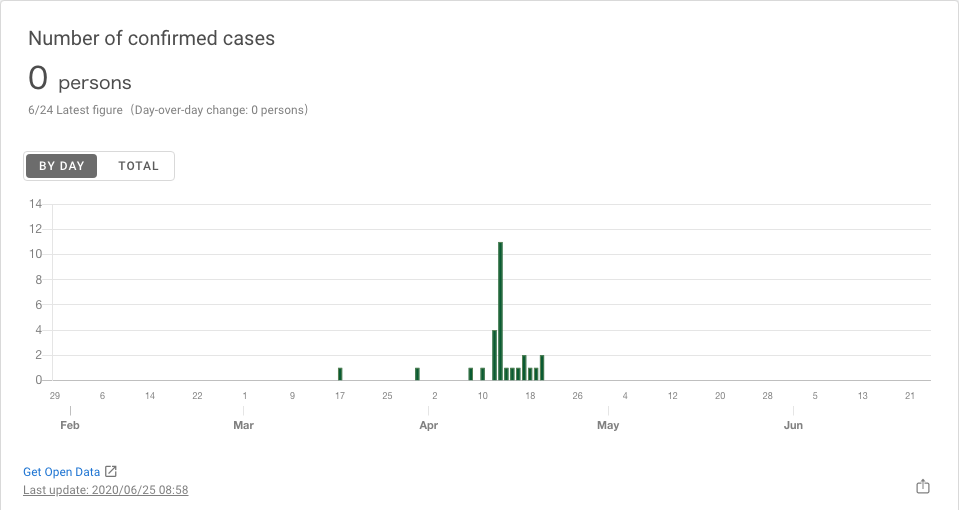 Number of confirmed cases
0 persons
6/24 Latest figure（Day-over-day change: 0 persons）
BY DAY TOTAL
14
12
10
8
6
4
2
0
29 6 14 22 1 9 17 25 2 10 18 26 4 12 20 28 5 13 21
Feb Mar Apr May Jun
Get Open Data
Last update: 2020/06/25 08:58